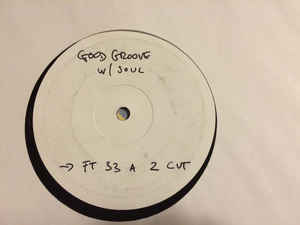 GOOD GROOVE
W/ SOUL
→ FT 33 A 2 CUT